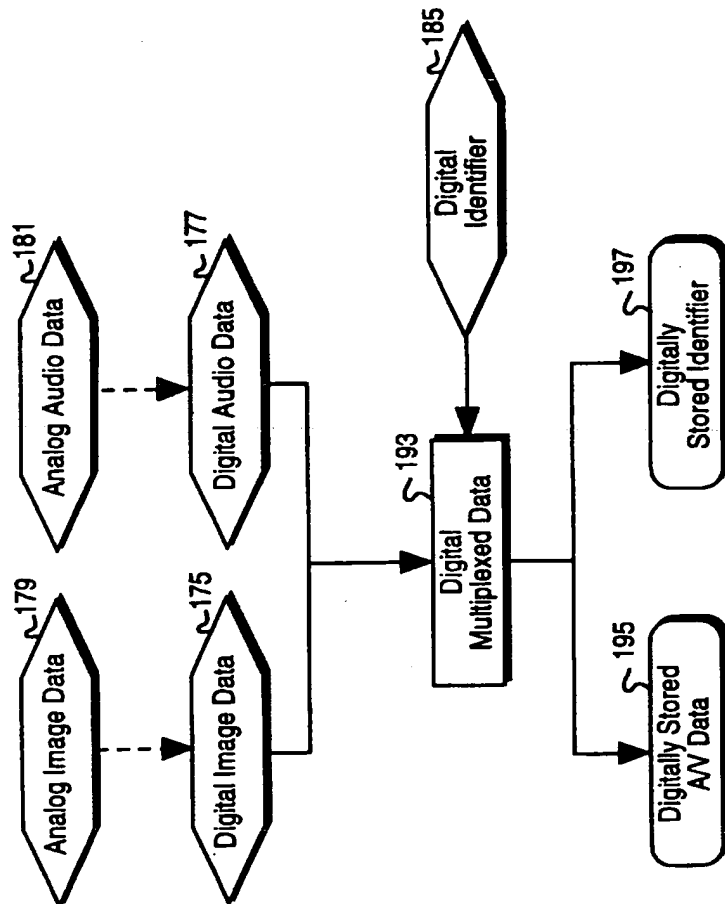 179
Analog Image Data
181
Analog Audio Data
175
Digital Image Data
177
Digital Audio Data
193
Digital
Multiplexed Data
185
Digital
Identifier
195
Digitally Stored
A/V Data
197
Digitally
Stored Identifier